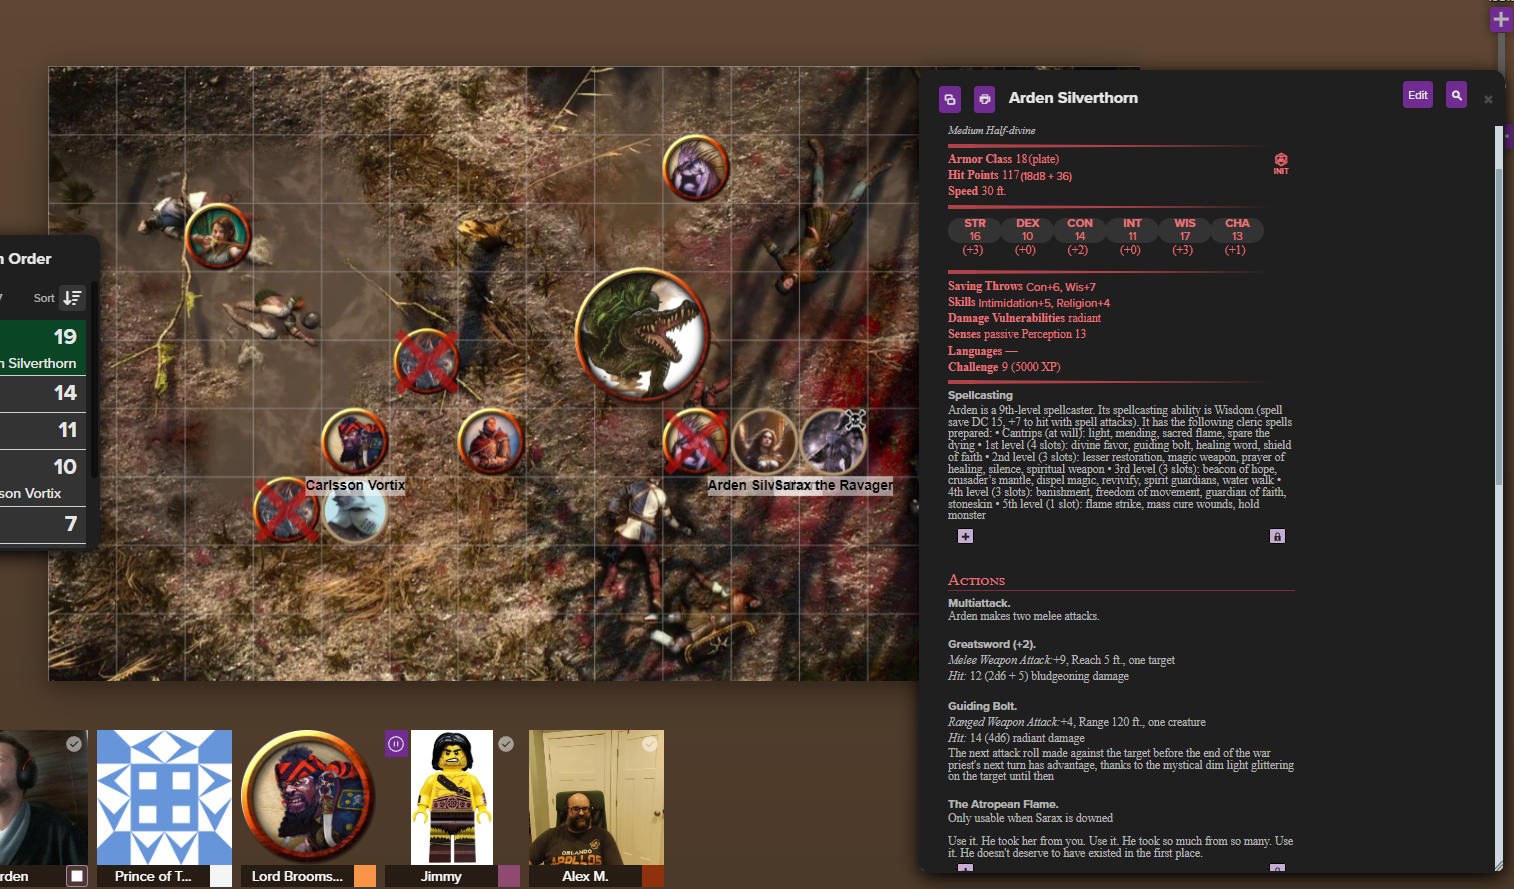 n Order
7
Sort
19
n Silverthorn
14
11
10
son Vortix
7
Carlsson Vortix
Arden Silv
Sarax the Ravager
rden
Prince of T...
Lord Brooms...
Jimmy
Alex M.
ORLANDO
APOLLOS
Arden Silverthorn
Edit
Medium Half-divine
Armor Class 18(plate)
INIT
Hit Points 117(18d8 + 36)
Speed 30 ft.
STR DEX CON INT WIS CHA
16 10 14 11 17 13
(+3) (+0) (+2) (+0) (+3) (+1)
Saving Throws Con+6, Wis+7
Skills Intimidation+5, Religion+4
Damage Vulnerabilities radiant
Senses passive Perception 13
Languages —
Challenge 9 (5000 XP)
Spellcasting
Arden is a 9th-level spellcaster. Its spellcasting ability is Wisdom (spell
save DC 15, +7 to hit with spell attacks). It has the following cleric spells
prepared: • Cantrips (at will): light, mending, sacred flame, spare the
dying • 1st level (4 slots): divine favor, guiding bolt, healing word, shield
of faith • 2nd level (3 slots): lesser restoration, magic weapon, prayer of
healing, silence, spiritual weapon • 3rd level (3 slots): beacon of hope,
crusader's mantle, dispel magic, revivify, spirit guardians, water walk •
4th level (3 slots): banishment, freedom of movement, guardian of faith,
stoneskin • 5th level (1 slot): flame strike, mass cure wounds, hold
monster
Actions
Multiattack.
Arden makes two melee attacks.
Greatsword (+2).
Melee Weapon Attack:+9, Reach 5 ft., one target
Hit: 12 (2d6 + 5) bludgeoning damage
Guiding Bolt.
Ranged Weapon Attack:+4, Range 120 ft., one creature
Hit: 14 (4d6) radiant damage
The next attack roll made against the target before the end of the war
priest's next turn has advantage, thanks to the mystical dim light glittering
on the target until then
The Atropean Flame.
Only usable when Sarax is downed
Use it. He took her from you. Use it. He took so much from so many. Use
it. He doesn't deserve to have existed in the first place.